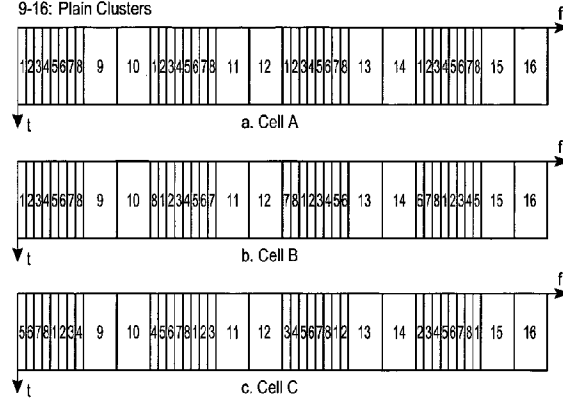 9-16: Plain Clusters
f
12345678 9 10 12345678 11 12 12345678 13 14 12345678 15 16
t
a. Cell A
f
12345678 9 10 81234567 11 12 78123456 13 14 67812345 15 16
t
b. Cell B
f
56781234 9 10 45678123 11 12 34567812 13 14 23456781 15 16
t
c. Cell C